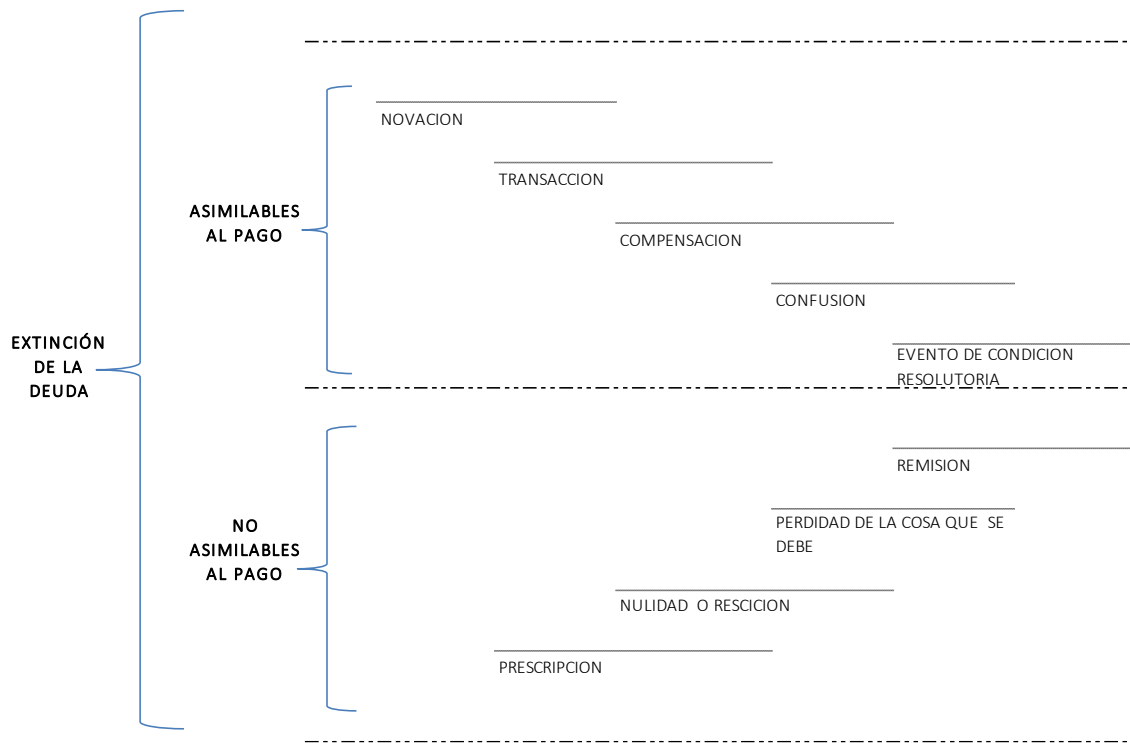 EXTINCIÓN
DE LA
DEUDA
ASIMILABLES
AL PAGO
NOVACION
TRANSACCION
COMPENSACION
CONFUSION
EVENTO DE CONDICION
RESOLUTORIA
NO
ASIMILABLES
AL PAGO
REMISION
PERDIDAD DE LA COSA QUE SE
DEBE
NULIDAD O RESCICION
PRESCRIPCION